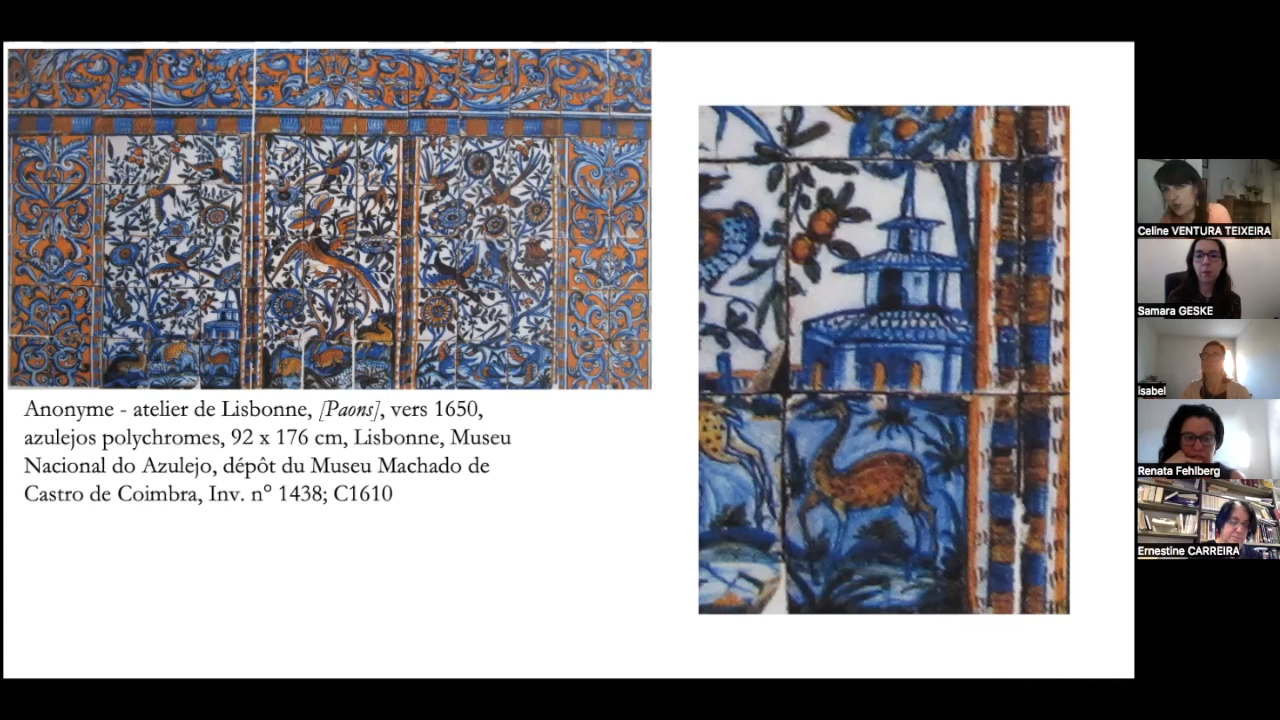 Anonyme - atelier de Lisbonne, [Paons], vers 1650,
azulejos polychromes, 92 x 176 cm, Lisbonne, Museu
Nacional do Azulejo, dépôt du Museu Machado de
Castro de Coimbra, Inv. n° 1438; C1610
Celine VENTURA TEIXEIRA
Samara GESKE
isabel
Renata Fehlberg
Ernestine CARREIRA